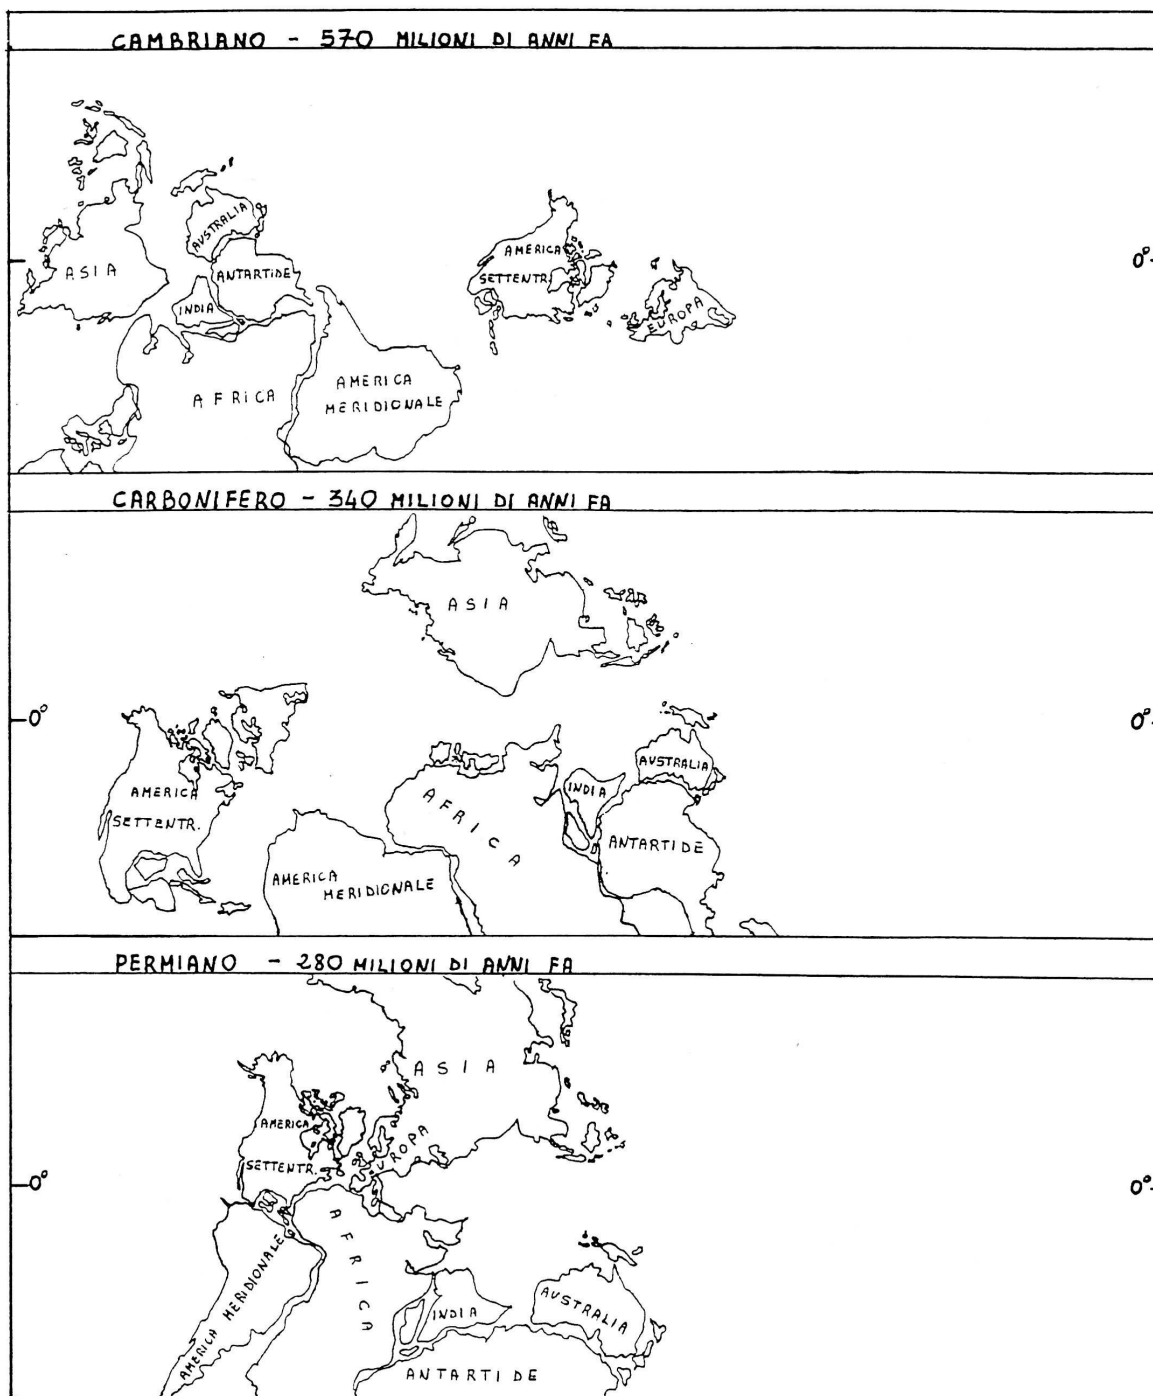 CAMBRIANO - 570 MILIONI DI ANNI FA
ASIA
AUSTRALIA
ANTARTIDE
INDIA
AFRICA
AMERICA
MERIDIONALE
AMERICA
SETTENTR.
EUROPA
0°
CARBONIFERO - 340 MILIONI DI ANNI FA
ASIA
0°
0°
AMERICA
SETTENTR.
AMERICA
MERIDIONALE
AFRICA
INDIA
AUSTRALIA
ANTARTIDE
PERMIANO - 280 MILIONI DI ANNI FA
ASIA
AMERICA
SETTENTR.
EUROPA
0°
0°
AMERICA MERIDIONALE
AFRICA
INDIA
AUSTRALIA
ANTARTIDE